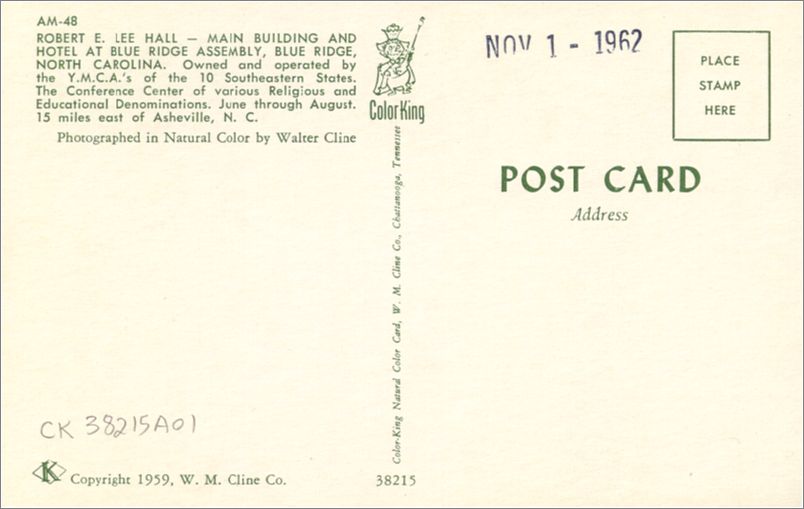 AM-48
ROBERT E. LEE HALL — MAIN BUILDING AND
HOTEL AT BLUE RIDGE ASSEMBLY, BLUE RIDGE,
NORTH CAROLINA. Owned and operated by
the Y.M.C.A.'s of the 10 Southeastern States.
The Conference Center of various Religious and
Educational Denominations. June through August.
15 miles east of Asheville, N. C.
Photographed in Natural Color by Walter Cline
ColorKing
Color-King Natural Color Card, W. M. Cline Co., Chattanooga, Tennessee
NOV 1 - 1962
PLACE
STAMP
HERE
POST CARD
Address
CK 38215A01
K
Copyright 1959, W. M. Cline Co.
38215